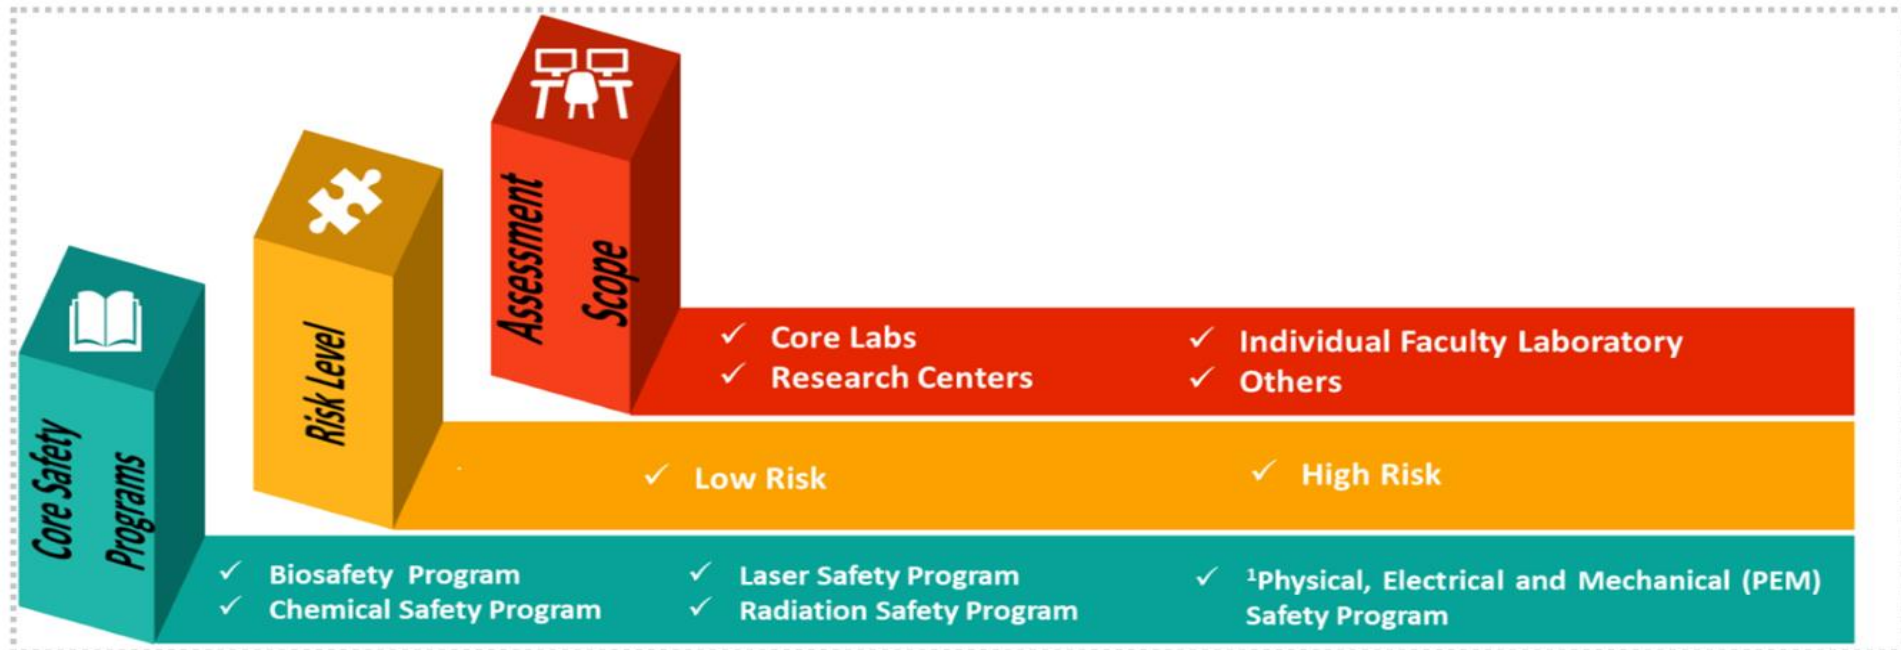 Assessment
Scope
✓ Core Labs
✓ Research Centers
✓ Individual Faculty Laboratory
✓ Others
Risk Level
✓ Low Risk
✓ High Risk
Core Safety
Programs
✓ Biosafety Program
✓ Chemical Safety Program
✓ Laser Safety Program
✓ Radiation Safety Program
✓ ¹Physical, Electrical and Mechanical (PEM)
Safety Program